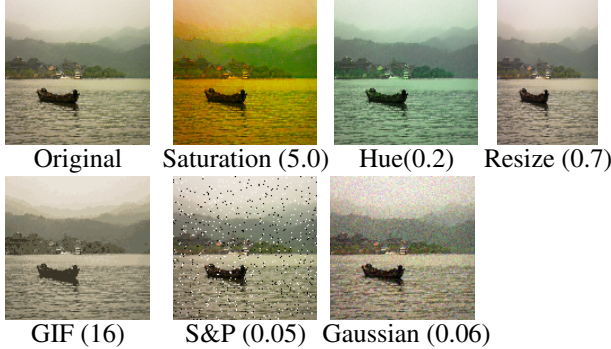 Original Saturation (5.0) Hue(0.2) Resize (0.7)
GIF (16) S&P (0.05) Gaussian (0.06)